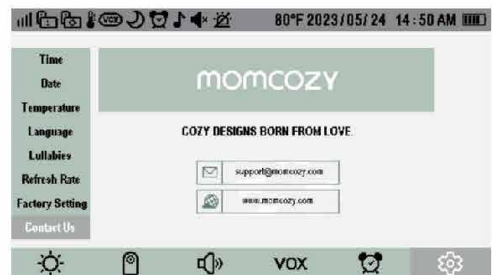 VOX 80°F 2023/05/24 14:50 AM
Time
Date
Temperature
Language
Lullabies
Refresh Rate
Factory Setting
Contact Us
momcozy
COZY DESIGNS BORN FROM LOVE
support@momcozy.com
www.momcozy.com
VOX